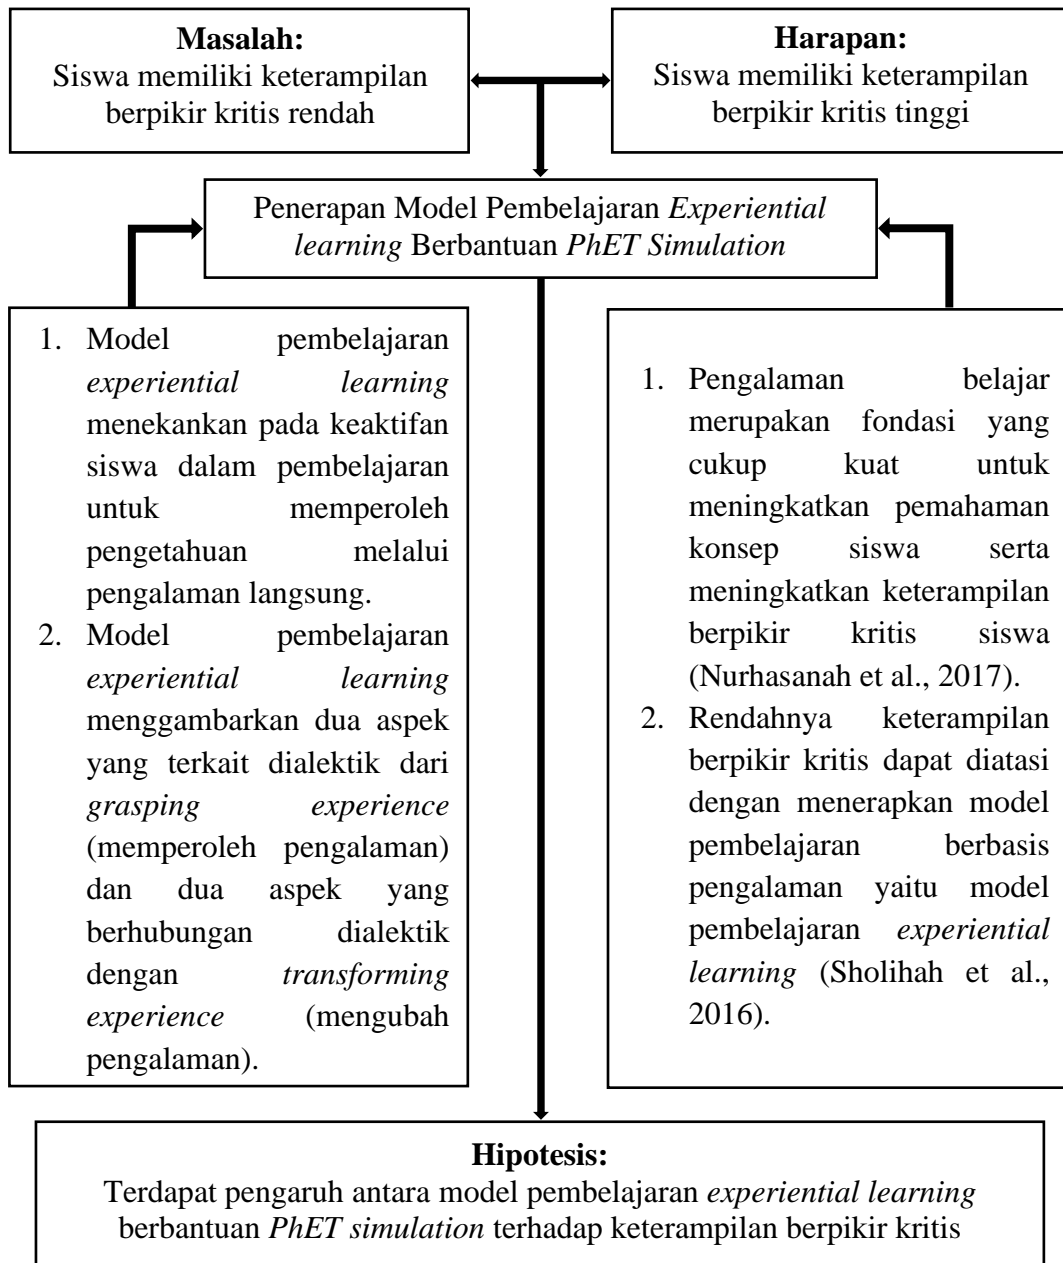 Masalah:
Siswa memiliki keterampilan
berpikir kritis rendah
Harapan:
Siswa memiliki keterampilan
berpikir kritis tinggi
Penerapan Model Pembelajaran Experiential
learning Berbantuan PhET Simulation
1. Model pembelajaran
experiential learning
menekankan pada keaktifan
siswa dalam pembelajaran
untuk memperoleh
pengetahuan melalui
pengalaman langsung.
2. Model pembelajaran
experiential learning
menggambarkan dua aspek
yang terkait dialektik dari
grasping experience
(memperoleh pengalaman)
dan dua aspek yang
berhubungan dialektik
dengan transforming
experience (mengubah
pengalaman).
1. Pengalaman belajar
merupakan fondasi yang
cukup kuat untuk
meningkatkan pemahaman
konsep siswa serta
meningkatkan keterampilan
berpikir kritis siswa
(Nurhasanah et al., 2017).
2. Rendahnya keterampilan
berpikir kritis dapat diatasi
dengan menerapkan model
pembelajaran berbasis
pengalaman yaitu model
pembelajaran experiential
learning (Sholihah et al.,
2016).
Hipotesis:
Terdapat pengaruh antara model pembelajaran experiential learning
berbantuan PhET simulation terhadap keterampilan berpikir kritis